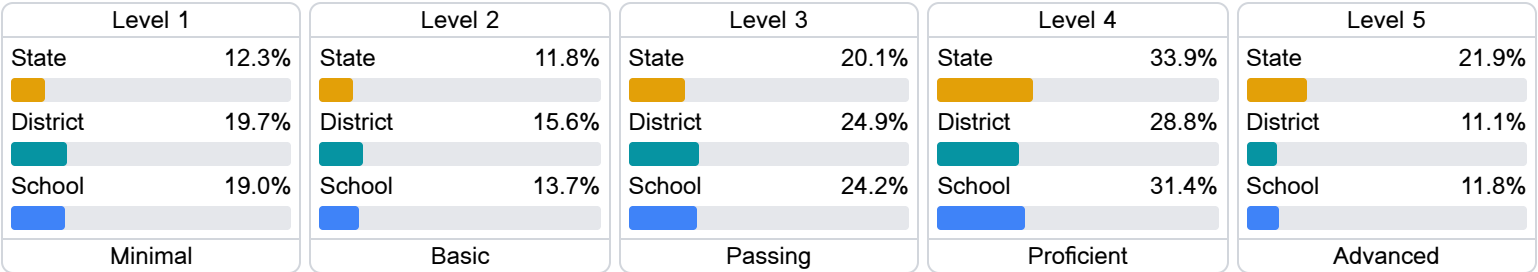 Level 1
State 12.3%
District 19.7%
School 19.0%
Minimal
Level 2
State 11.8%
District 15.6%
School 13.7%
Basic
Level 3
State 20.1%
District 24.9%
School 24.2%
Passing
Level 4
State 33.9%
District 28.8%
School 31.4%
Proficient
Level 5
State 21.9%
District 11.1%
School 11.8%
Advanced